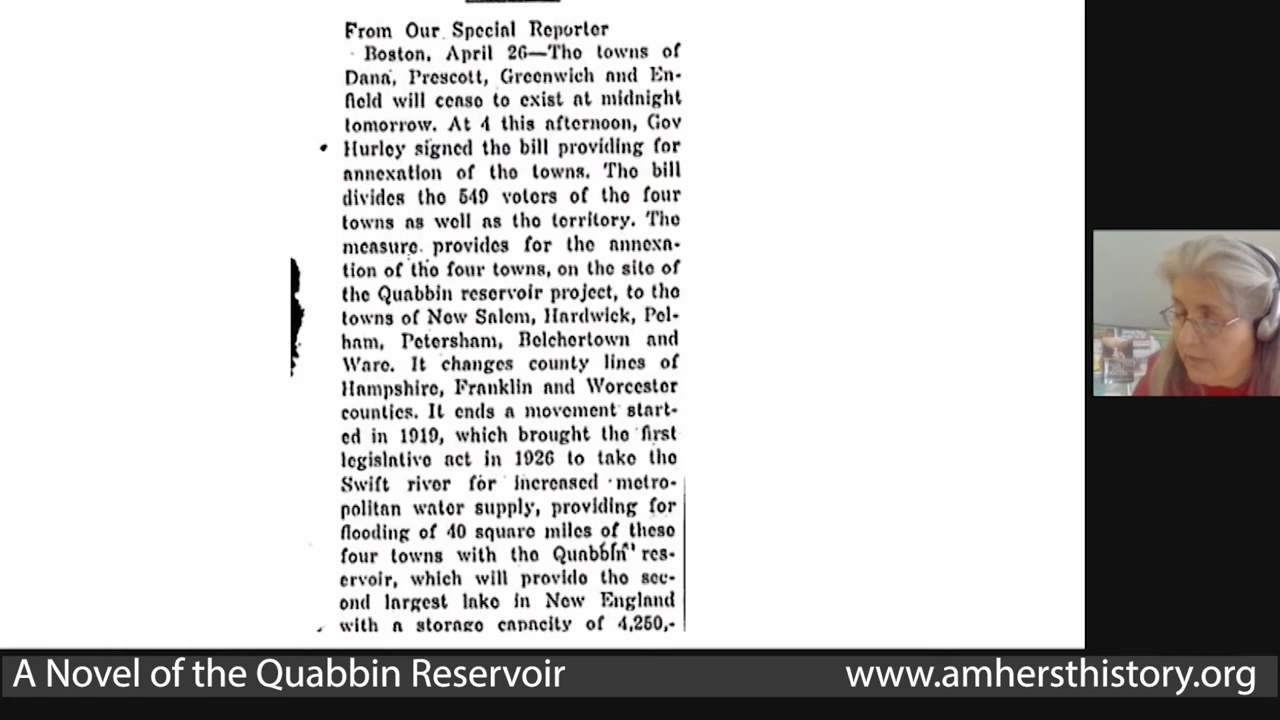 From Our Special Reporter
Boston, April 26—The towns of
Dana, Prescott, Greenwich and En-
field will cease to exist at midnight
tomorrow. At 4 this afternoon, Gov
Hurley signed the bill providing for
annexation of the towns. The bill
divides the 549 voters of the four
towns as well as the territory. The
measure provides for the annexa-
tion of the four towns, on the site of
the Quabbin reservoir project, to the
towns of New Salem, Hardwick, Pel-
ham, Petersham, Belchertown and
Ware. It changes county lines of
Hampshire, Franklin and Worcester
counties. It ends a movement start-
ed in 1919, which brought the first
legislative act in 1926 to take the
Swift river for increased metro-
politan water supply, providing for
flooding of 40 square miles of these
four towns with the Quabbin res-
ervoir, which will provide the sec-
ond largest lake in New England
with a storage capacity of 4,250,-
A Novel of the Quabbin Reservoir
www.amhersthistory.org